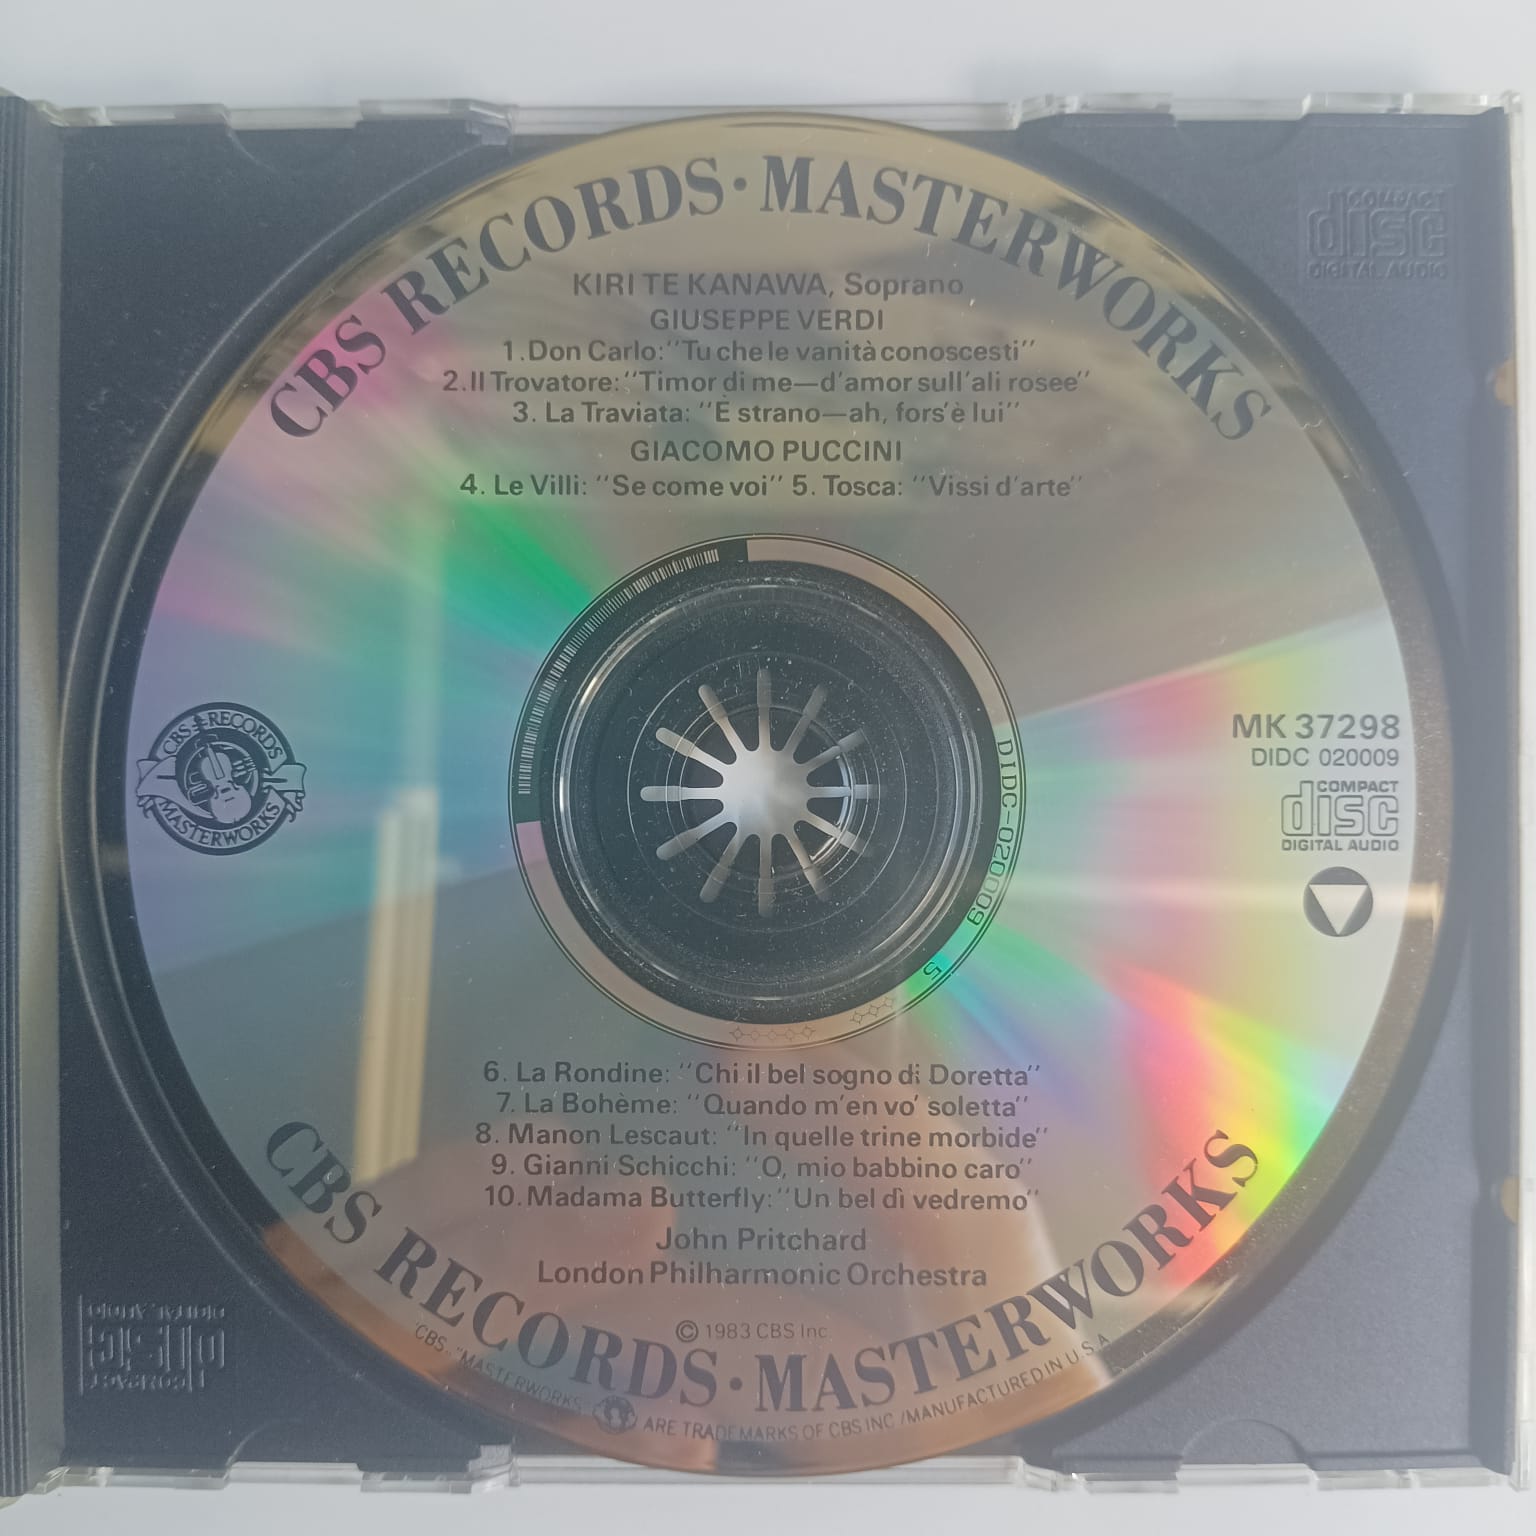 CBS RECORDS · MASTERWORKS
KIRI TE KANAWA, Soprano
GIUSEPPE VERDI
1.Don Carlo:"Tu che le vanità conoscesti"
2.Il Trovatore:"Timor di me—d'amor sull'ali rosee"
3. La Traviata: "È strano—ah, fors'è lui"
GIACOMO PUCCINI
4. Le Villi: "Se come voi" 5. Tosca: "Vissi d'arte"
COMPACT
disc
DIGITAL AUDIO
CBS RECORDS
MASTERWORKS
MK 37298
DIDC 020009
COMPACT
disc
DIGITAL AUDIO
DIDC-020009
5
6. La Rondine: "Chi il bel sogno di Doretta"
7. La Bohème: "Quando m'en vo' soletta"
8. Manon Lescaut: "In quelle trine morbide"
9. Gianni Schicchi: "O, mio babbino caro"
10. Madama Butterfly: "Un bel dì vedremo"
John Pritchard
London Philharmonic Orchestra
© 1983 CBS Inc.
CBS RECORDS · MASTERWORKS
"CBS," "MASTERWORKS," ARE TRADEMARKS OF CBS INC./MANUFACTURED IN U.S.A.
COMPACT
disc
DIGITAL AUDIO